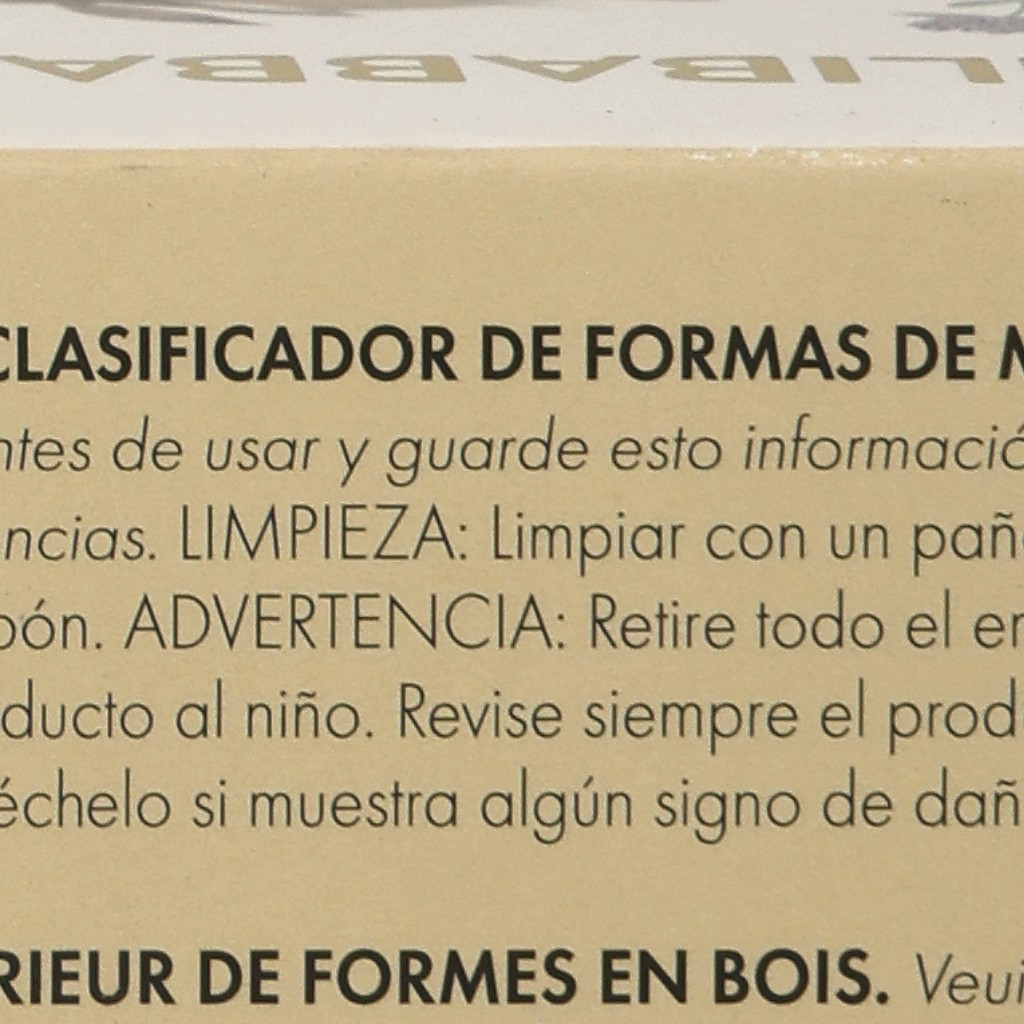 LIBABBA
CLASIFICADOR DE FORMAS DE M
ntes de usar y guarde esto informació
ncias. LIMPIEZA: Limpiar con un pañ
bón. ADVERTENCIA: Retire todo el en
ducto al niño. Revise siempre el prod
échelo si muestra algún signo de dañ
RIEUR DE FORMES EN BOIS. Veui